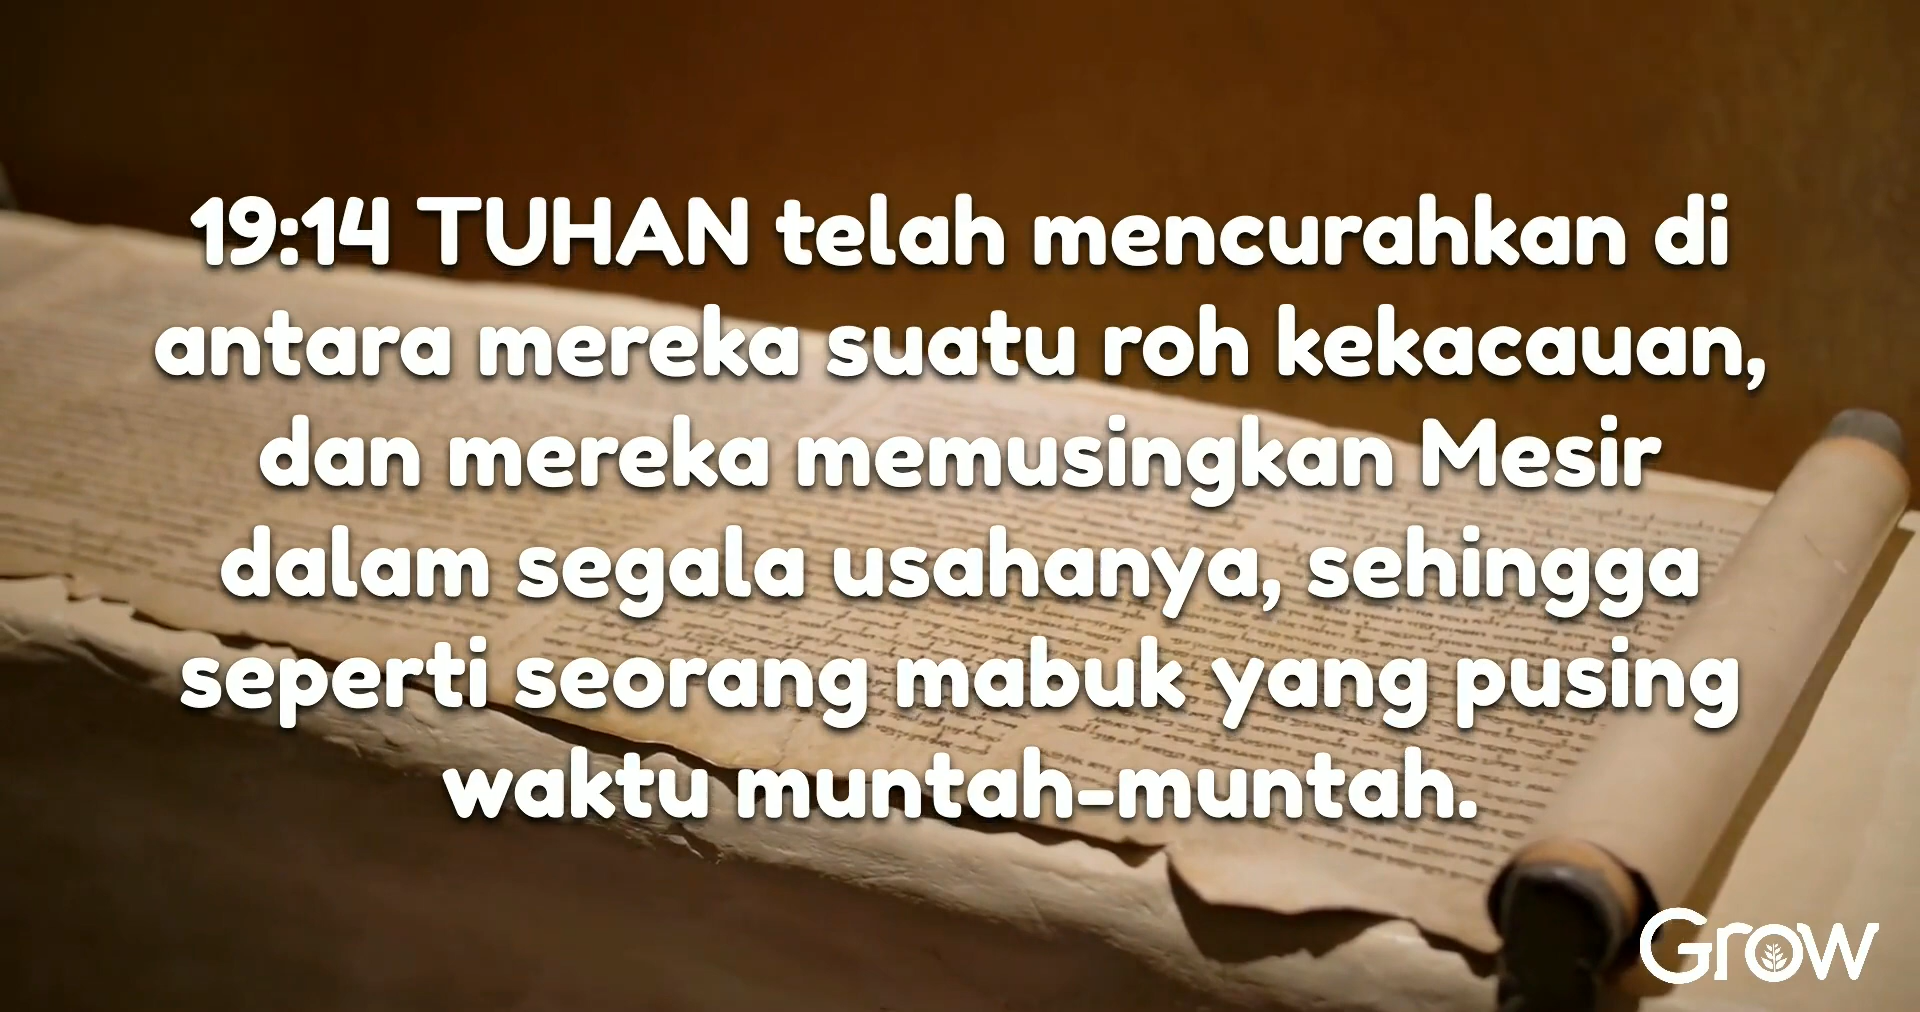 19:14 TUHAN telah mencurahkan di
antara mereka suatu roh kekacauan,
dan mereka memusingkan Mesir
dalam segala usahanya, sehingga
seperti seorang mabuk yang pusing
waktu muntah-muntah.
Grow